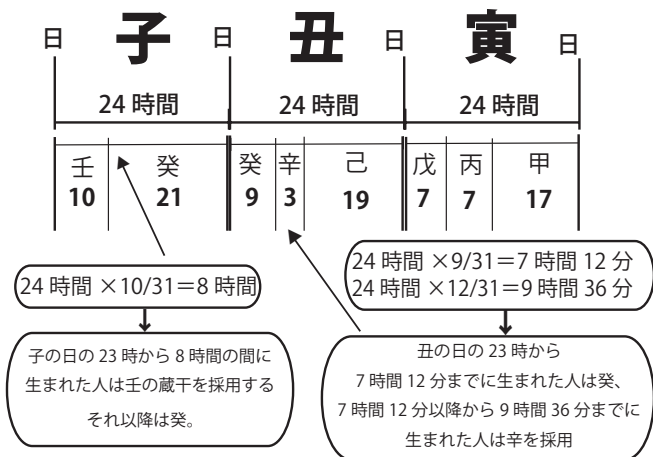 日 子 日 丑 日 寅 日
24 時間 24 時間 24 時間
壬 癸 癸 辛 己 戊 丙 甲
10 21 9 3 19 7 7 17
24 時間 ×10/31=8 時間
子の日の 23 時から 8 時間の間に
生まれた人は壬の蔵干を採用する
それ以降は癸。
24 時間 ×9/31=7 時間 12 分
24 時間 ×12/31=9 時間 36 分
丑の日の 23 時から
7 時間 12 分までに生まれた人は癸、
7 時間 12 分以降から 9 時間 36 分までに
生まれた人は辛を採用